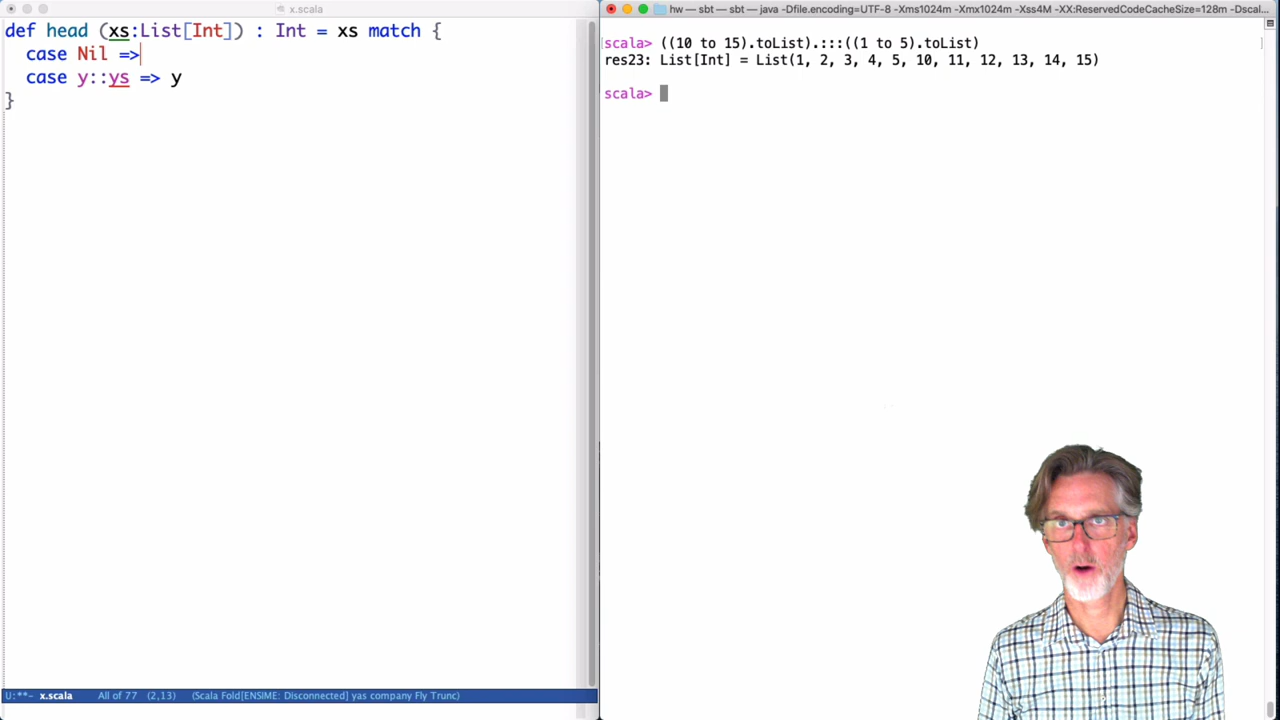 x.scala
def head (xs:List[Int]) : Int = xs match {
  case Nil =>
  case y::ys => y
}
U:**-  x.scala      All of 77   (2,13)     (Scala Fold[ENSIME: Disconnected] yas company Fly Trunc)
hw — sbt — sbt — java -Dfile.encoding=UTF-8 -Xms1024m -Xmx1024m -Xss4M -XX:ReservedCodeCacheSize=128m -Dscal...
scala> ((10 to 15).toList).:::((1 to 5).toList)
res23: List[Int] = List(1, 2, 3, 4, 5, 10, 11, 12, 13, 14, 15)
scala>